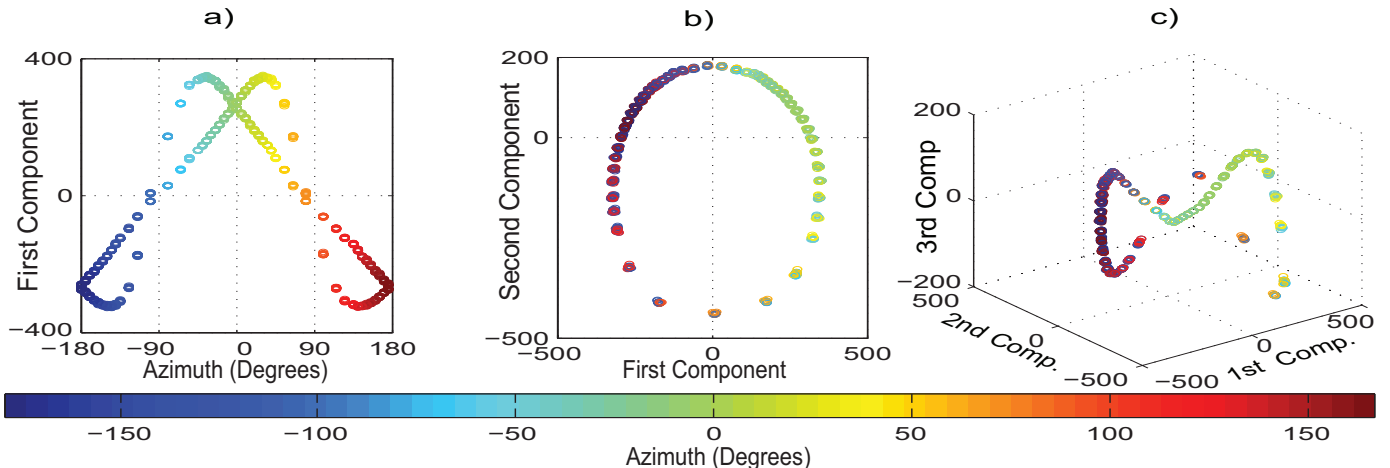 a)
400
0
−400
−180
−90
0
90
180
First Component
Azimuth (Degrees)
b)
200
0
−500
−500
0
500
Second Component
First Component
c)
200
0
−200
500
0
−500
−500
0
500
3rd Comp
2nd Comp.
1st Comp.
−150
−100
−50
0
50
100
150
Azimuth (Degrees)